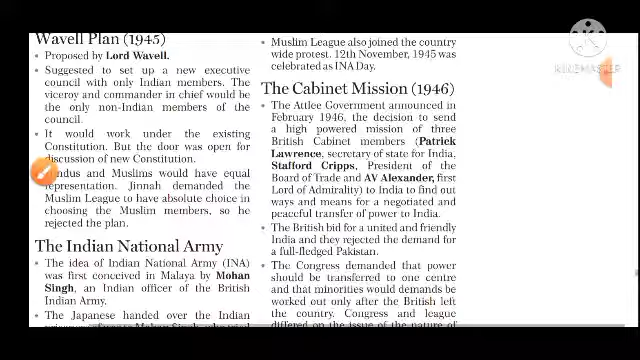 Wavell Plan (1945)
• Proposed by Lord Wavell.
• Suggested to set up a new executive
council with only Indian members. The
viceroy and commander in chief would be
the only non-Indian members of the
council.
• It would work under the existing
Constitution. But the door was open for
discussion of new Constitution.
Hindus and Muslims would have equal
representation. Jinnah demanded the
Muslim League to have absolute choice in
choosing the Muslim members, so he
rejected the plan.
The Indian National Army
• The idea of Indian National Army (INA)
was first conceived in Malaya by Mohan
Singh, an Indian officer of the British
Indian Army.
• The Japanese handed over the Indian
Muslim League also joined the country
wide protest. 12th November, 1945 was
celebrated as INA Day.
The Cabinet Mission (1946)
• The Attlee Government announced in
February 1946, the decision to send a
high powered mission of three
British Cabinet members (Patrick
Lawrence, secretary of state for India,
Stafford Cripps, President of the
Board of Trade and AV Alexander, first
Lord of Admirality) to India to find out
ways and means for a negotiated and
peaceful transfer of power to India.
• The British bid for a united and friendly
India and they rejected the demand for
a full-fledged Pakistan.
• The Congress demanded that power
should be transferred to one centre
and that minorities would demands be
worked out only after the British left
the country. Congress and league
differed on the issue of the nature of
KINEMASTER